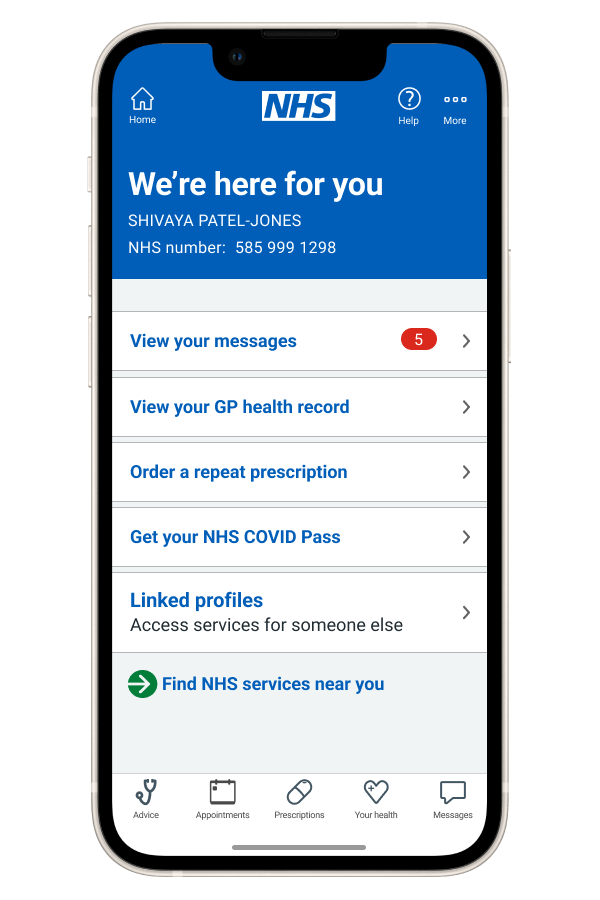 Home
NHS
Help
More
We're here for you
SHIVAYA PATEL-JONES
NHS number: 585 999 1298
View your messages
5
View your GP health record
Order a repeat prescription
Get your NHS COVID Pass
Linked profiles
Access services for someone else
Find NHS services near you
Advice
Appointments
Prescriptions
Your health
Messages